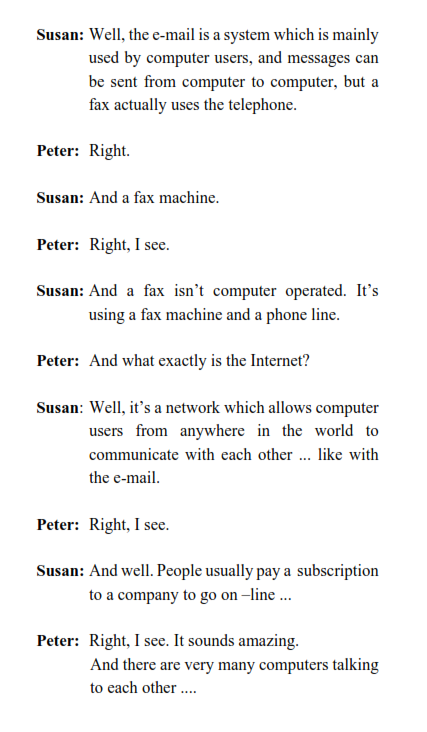 Susan: Well, the e-mail is a system which is mainly
used by computer users, and messages can
be sent from computer to computer, but a
fax actually uses the telephone.
Peter: Right.
Susan: And a fax machine.
Peter: Right, I see.
Susan: And a fax isn’t computer operated. It’s
using a fax machine and a phone line.
Peter: And what exactly is the Internet?
Susan: Well, it’s a network which allows computer
users from anywhere in the world to
communicate with each other ... like with
the e-mail.
Peter: Right, I see.
Susan: And well. People usually pay a subscription
to a company to go on –line ...
Peter: Right, I see. It sounds amazing.
And there are very many computers talking
to each other ....